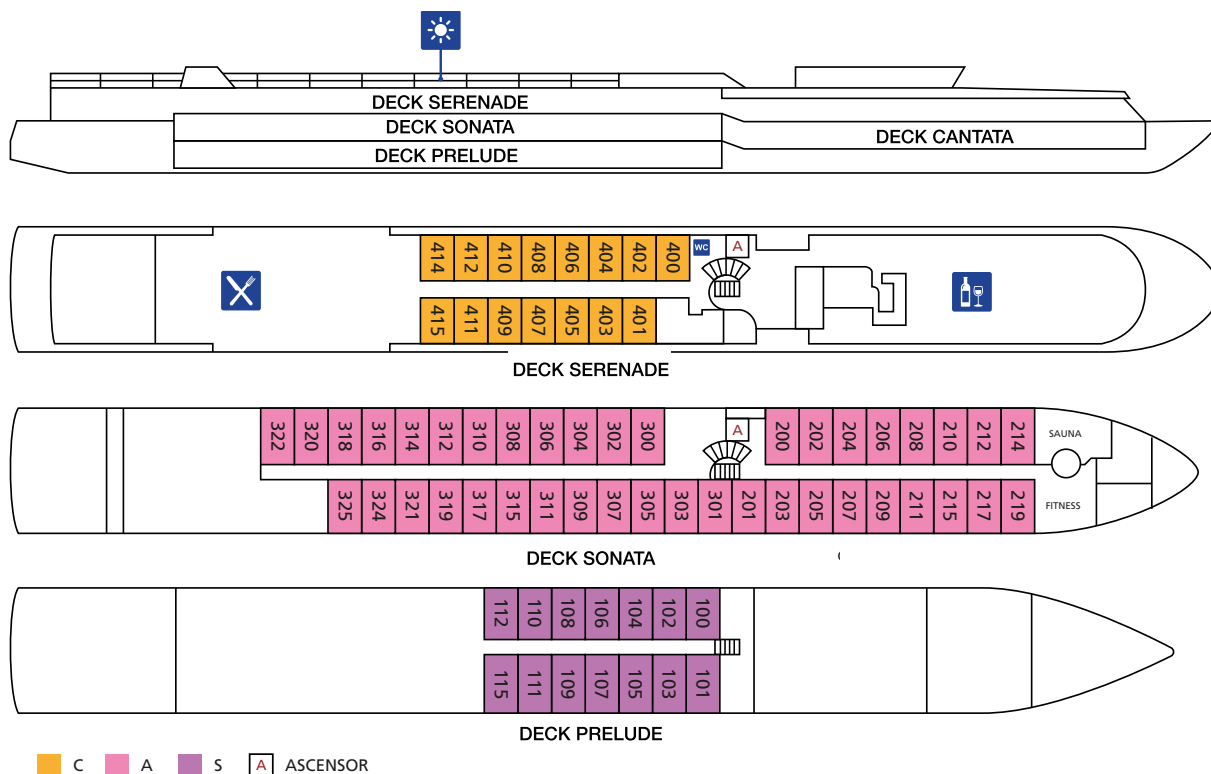 DECK SERENADE
DECK SONATA
DECK CANTATA
DECK PRELUDE
414 412 410 408 406 404 402 400 WC A
415 411 409 407 405 403 401
DECK SERENADE
322 320 318 316 314 312 310 308 306 304 302 300 A 200 202 204 206 208 210 212 214 SAUNA
325 324 321 319 317 315 311 309 307 305 303 301 201 203 205 207 209 211 215 217 219 FITNESS
DECK SONATA
112 110 108 106 104 102 100
115 111 109 107 105 103 101
DECK PRELUDE
C A S A ASCENSOR